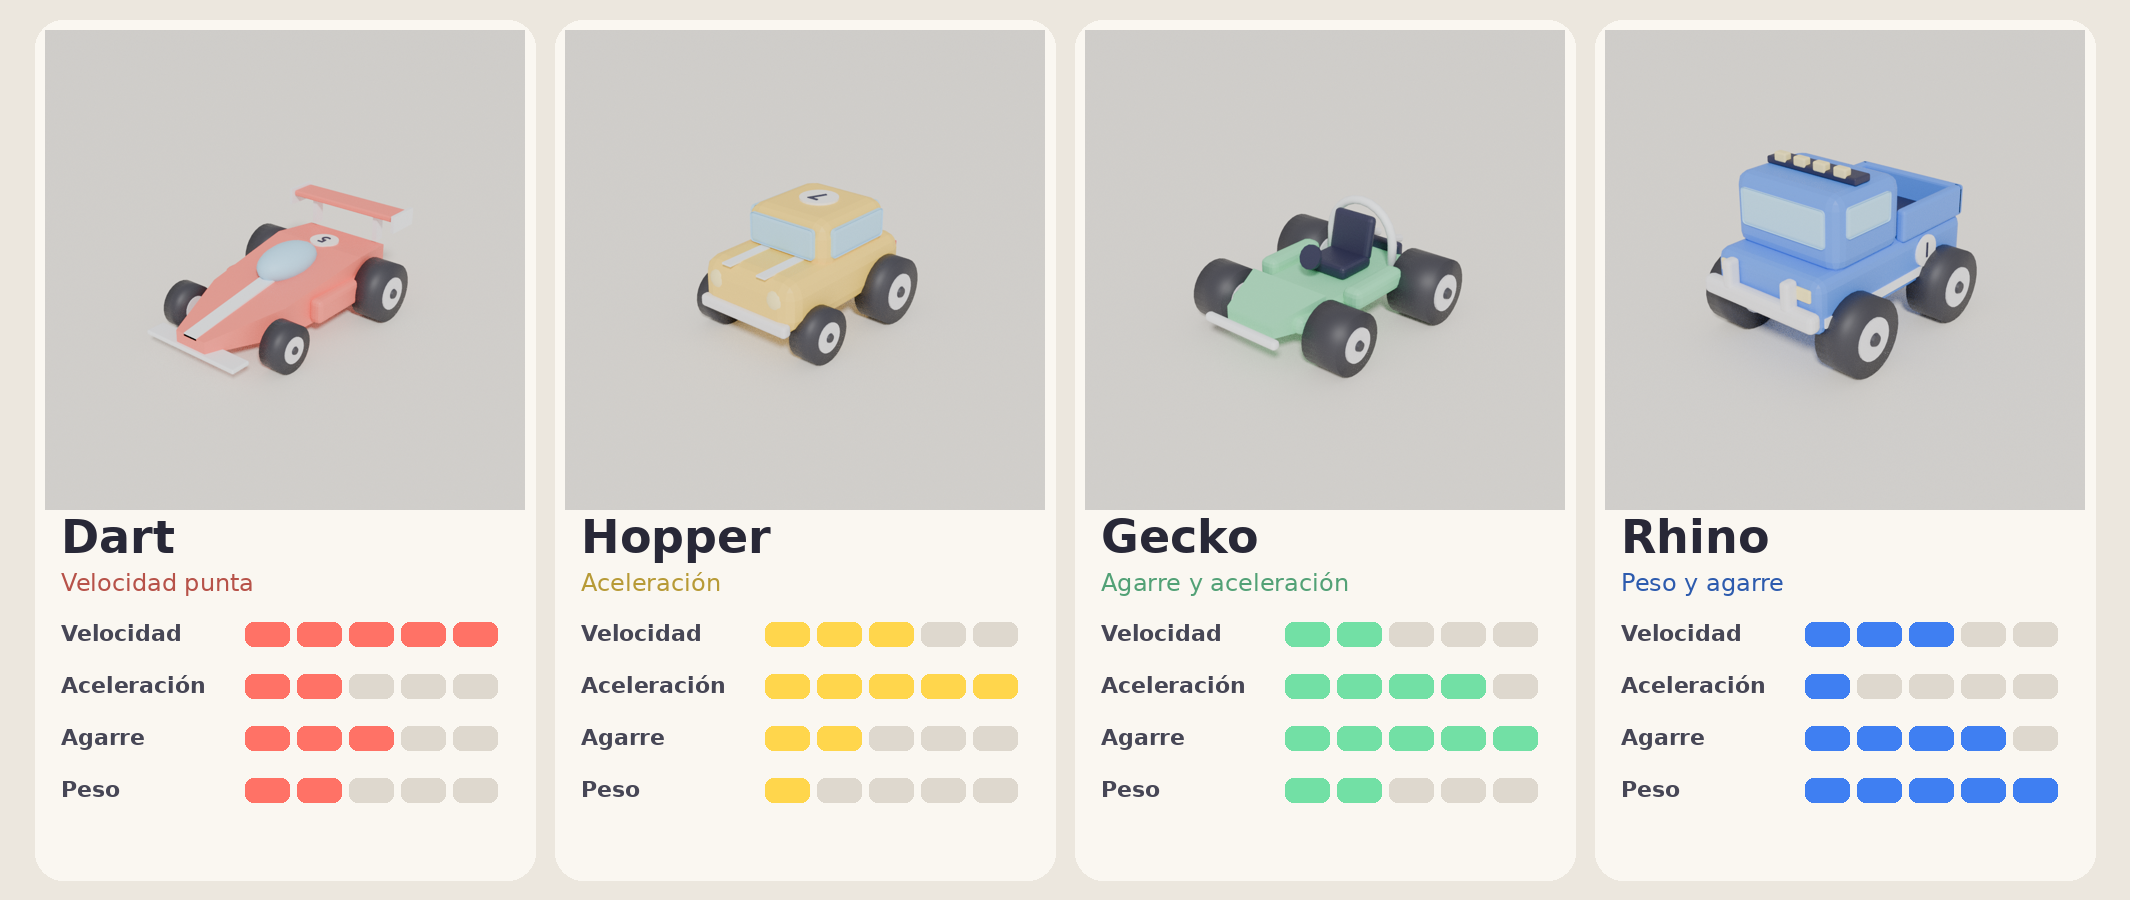 Dart
Velocidad punta
Velocidad
Aceleración
Agarre
Peso
Hopper
Aceleración
Velocidad
Aceleración
Agarre
Peso
Gecko
Agarre y aceleración
Velocidad
Aceleración
Agarre
Peso
Rhino
Peso y agarre
Velocidad
Aceleración
Agarre
Peso